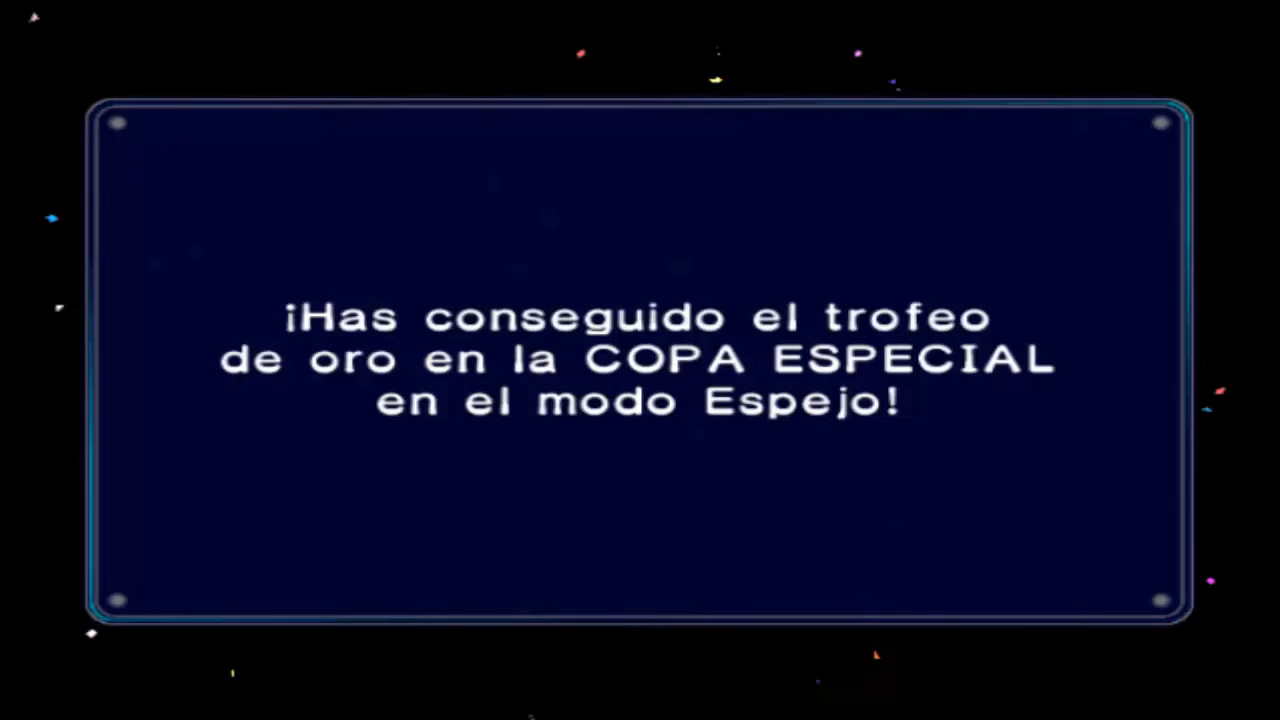 ¡Has conseguido el trofeo
de oro en la COPA ESPECIAL
en el modo Espejo!